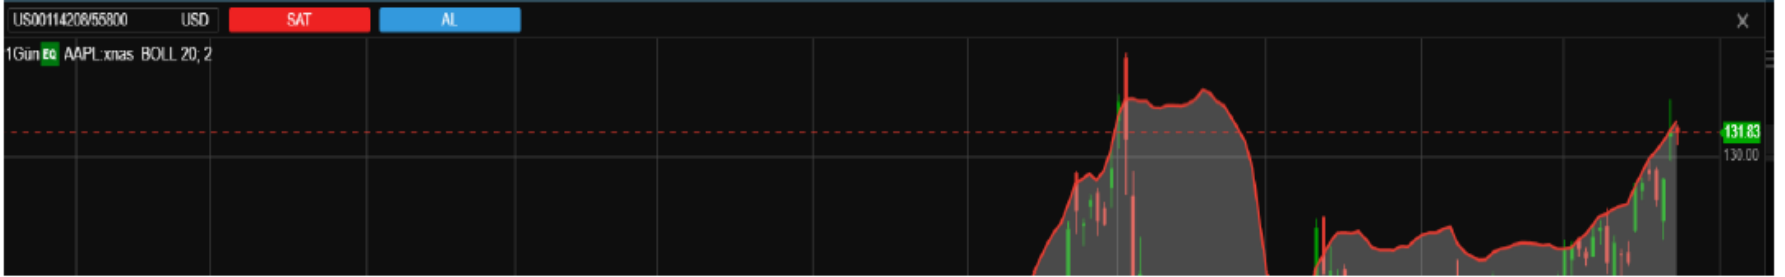 US00114208/55800 USD SAT AL X
1Gün EQ AAPL:xnas BOLL 20; 2
131.83
130.00